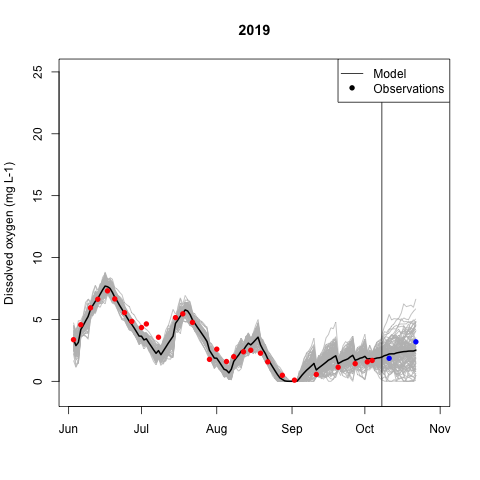 2019
Model
Observations
Dissolved oxygen (mg L-1)
25
20
15
10
5
0
Jun Jul Aug Sep Oct Nov